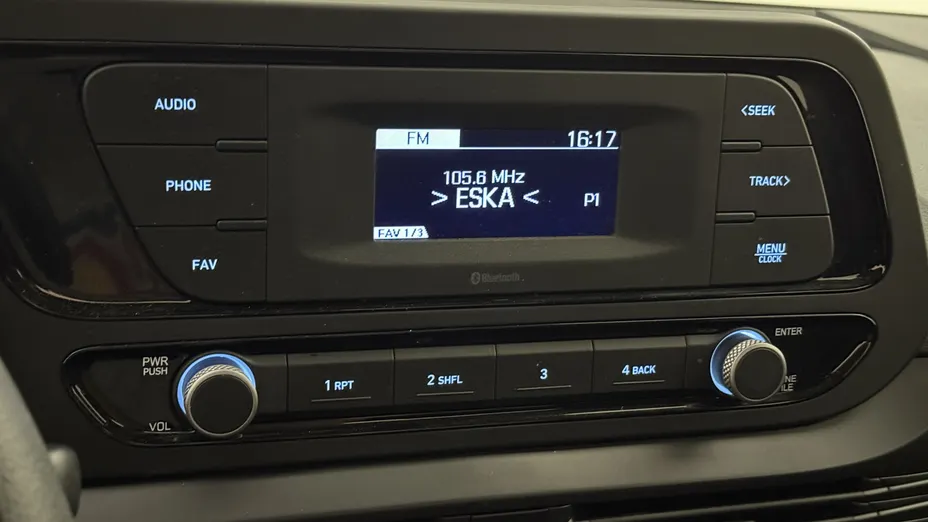 AUDIO
PHONE
FAV
FM 16:17
105.6 MHz
> ESKA < P1
FAV 1/3
Bluetooth
<SEEK
TRACK>
MENU
CLOCK
PWR
PUSH
VOL
1 RPT
2 SHFL
3
4 BACK
ENTER